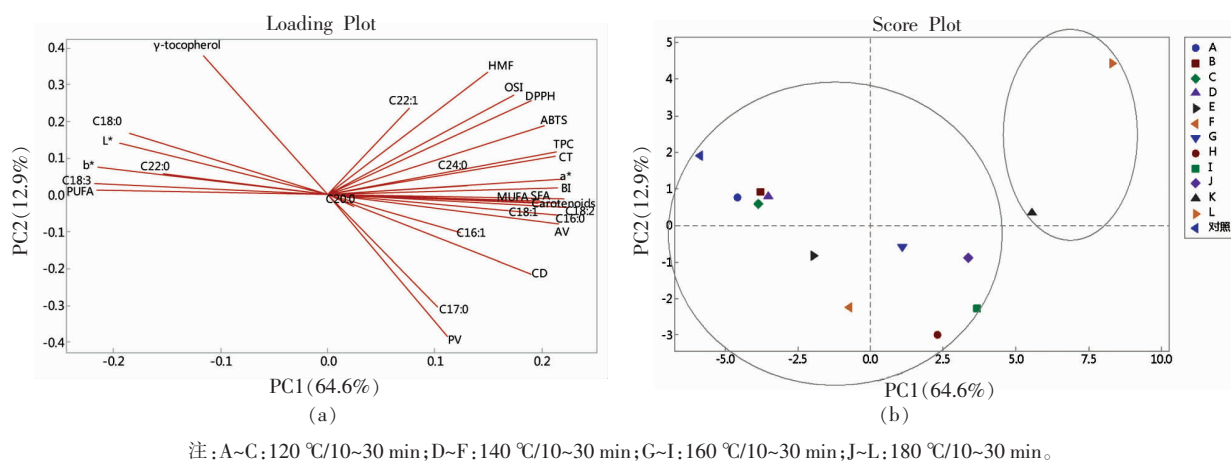 Loading Plot
PC2(12.9%)
0.4
0.3
0.2
0.1
0.0
-0.1
-0.2
-0.3
-0.4
γ-tocopherol
HMF
OSI
DPPH
C22:1
ABTS
C18:0
L*
TPC
CT
b*
C22:0
C24:0
a*
C18:3
BI
PUFA
MUFA
SFA
C20:0
Carotenoids
C18:1
C18:2
C16:0
C16:1
AV
CD
C17:0
PV
-0.2
-0.1
0.0
0.1
0.2
PC1(64.6%)
(a)
Score Plot
PC2(12.9%)
5
4
3
2
1
0
-1
-2
-3
-5.0
-2.5
0.0
2.5
5.0
7.5
10.0
PC1(64.6%)
(b)
A
B
C
D
E
F
G
H
I
J
K
L
对照
注:A~C:120 ℃/10~30 min;D~F:140 ℃/10~30 min;G~I:160 ℃/10~30 min;J~L:180 ℃/10~30 min。